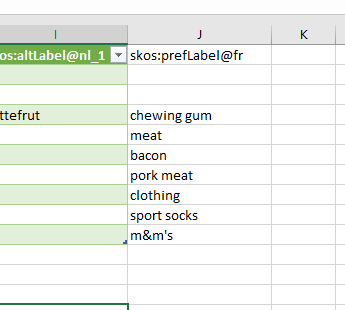 I J K
os:altLabel@nl_1 skos:prefLabel@fr
ttefrut chewing gum
meat
bacon
pork meat
clothing
sport socks
m&m's